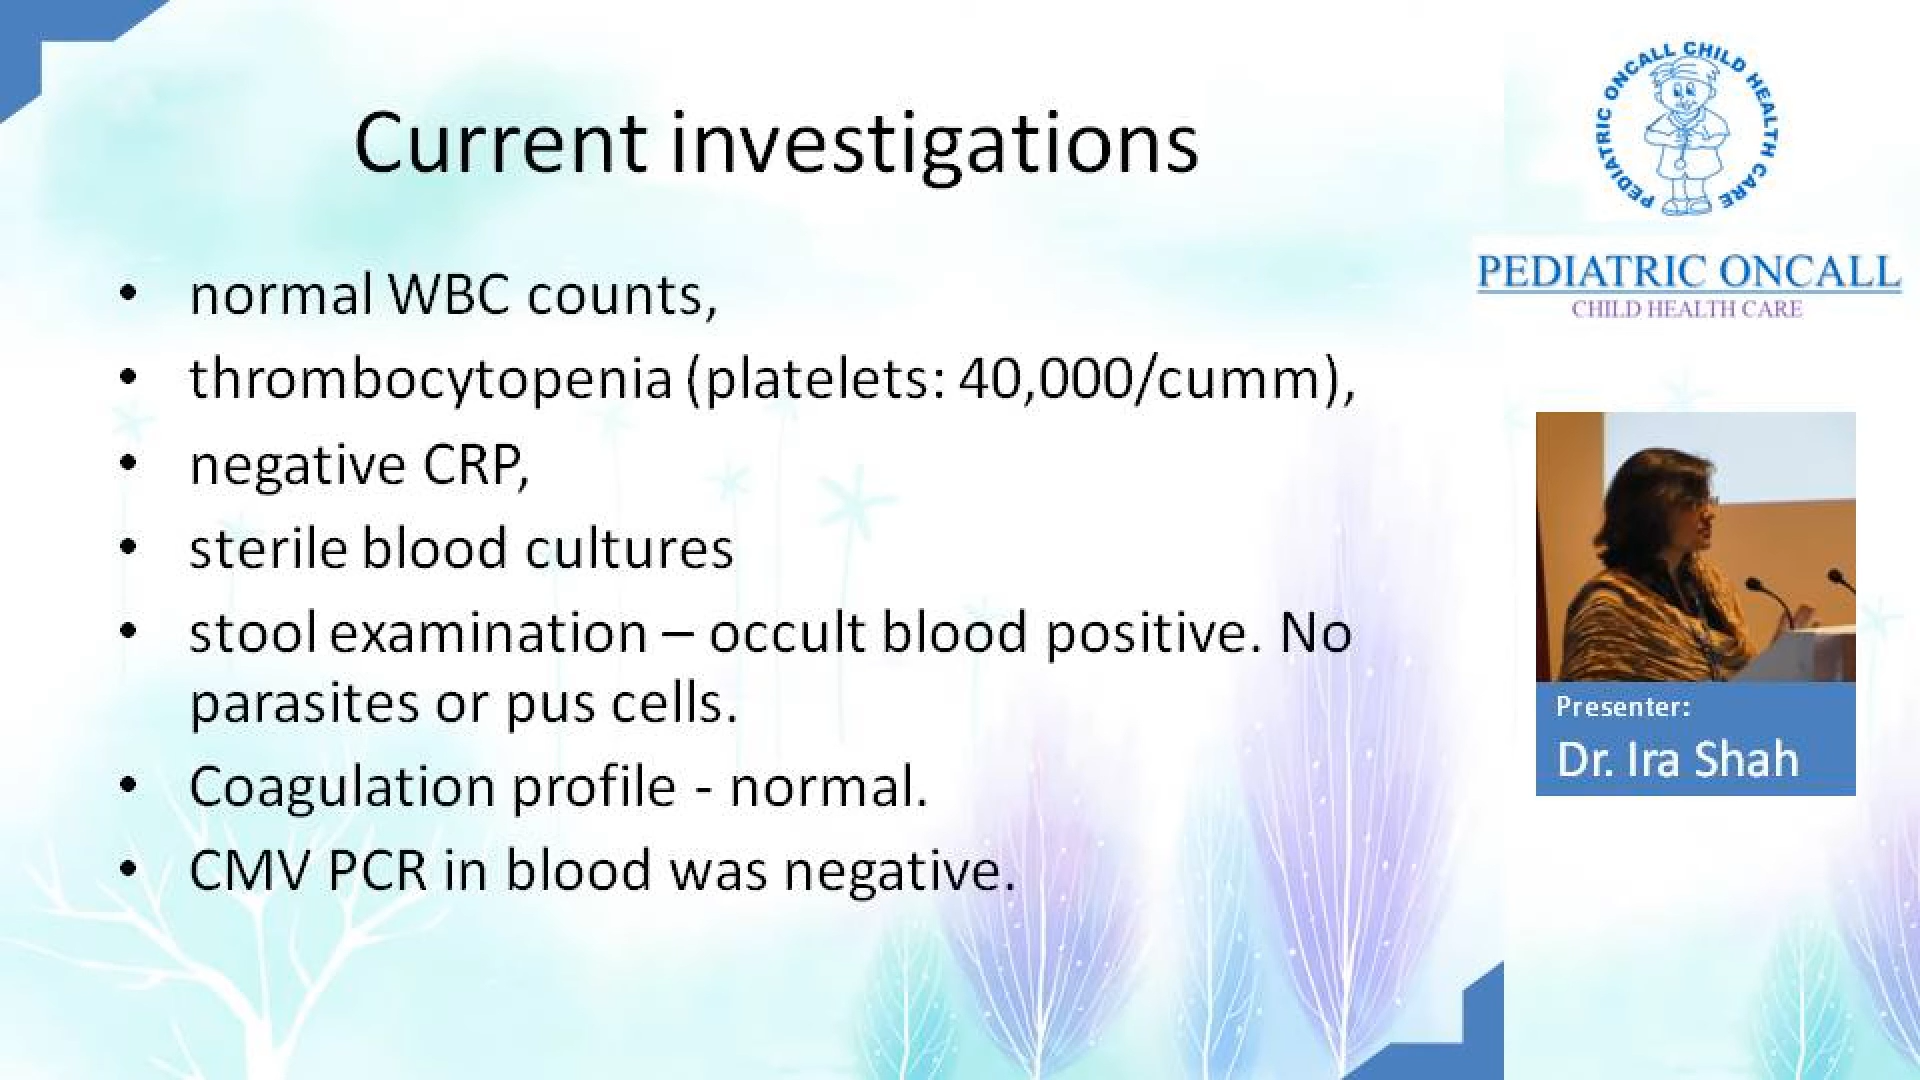 Current investigations
• normal WBC counts,
• thrombocytopenia (platelets: 40,000/cumm),
• negative CRP,
• sterile blood cultures
• stool examination – occult blood positive. No
parasites or pus cells.
• Coagulation profile - normal.
• CMV PCR in blood was negative.
PEDIATRIC ONCALL CHILD HEALTH CARE
PEDIATRIC ONCALL
CHILD HEALTH CARE
Presenter:
Dr. Ira Shah